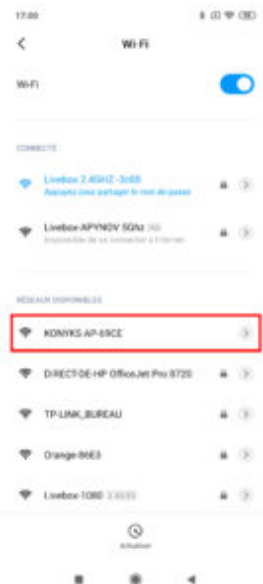 17:00
Wi-Fi
Wi-Fi
CONNECTÉ
Livebox 2.4GHZ
Appuyez pour partager le mot de passe
Livebox-APYNOV 5Ghz
Impossible de se connecter à Internet
RÉSEAUX DISPONIBLES
KONYKS AP-69CE
DIRECT-DE-HP OfficeJet Pro 8720
TP-LINK_BUREAU
Orange-86E3
Livebox-1080
Actualiser